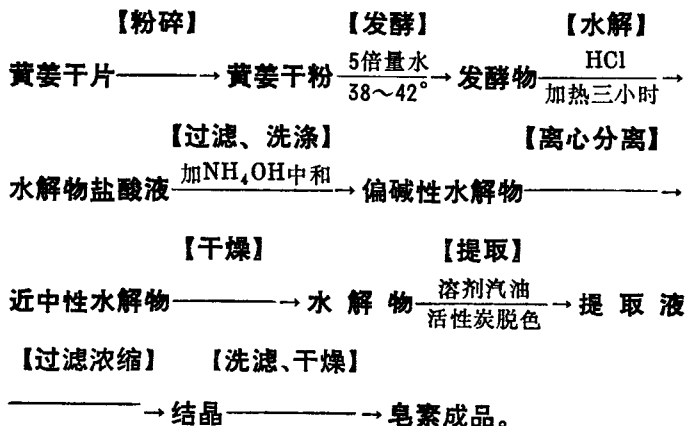 【粉碎】 【发酵】 【水解】
黄姜干片——→黄姜干粉 5倍量水 → 发酵物 HCl →
38～42° 加热三小时
【过滤、洗涤】 【离心分离】
水解物盐酸液 加NH₄OH中和 → 偏碱性水解物——→
【干燥】 【提取】
近中性水解物——→水解物 溶剂汽油 → 提取液
活性炭脱色
【过滤浓缩】 【洗滤、干燥】
——→结晶——→皂素成品。